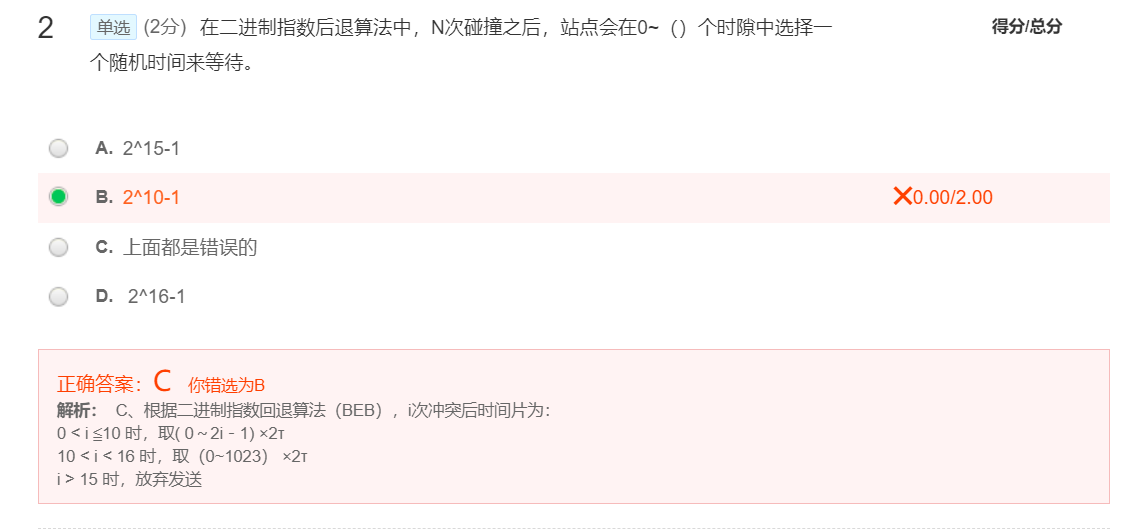 2 单选 (2分) 在二进制指数后退算法中，N次碰撞之后，站点会在0~（）个时隙中选择一 得分/总分
个随机时间来等待。
A. 2^15-1
B. 2^10-1 ✕0.00/2.00
C. 上面都是错误的
D. 2^16-1
正确答案：C 你错选为B
解析： C、根据二进制指数回退算法（BEB），i次冲突后时间片为：
0 < i ≦10 时，取( 0 ~ 2i - 1) ×2τ
10 < i < 16 时，取（0~1023） ×2τ
i > 15 时，放弃发送